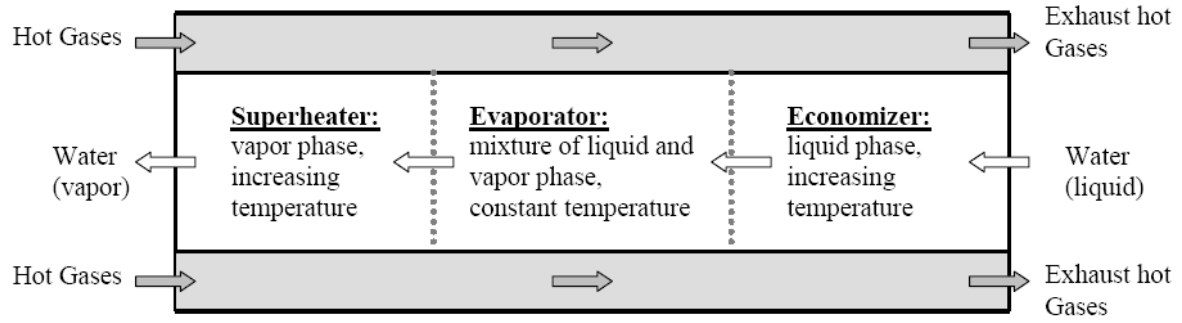 Hot Gases
Exhaust hot
Gases
Superheater:
vapor phase,
increasing
temperature
Evaporator:
mixture of liquid and
vapor phase,
constant temperature
Economizer:
liquid phase,
increasing
temperature
Water
(vapor)
Water
(liquid)
Hot Gases
Exhaust hot
Gases